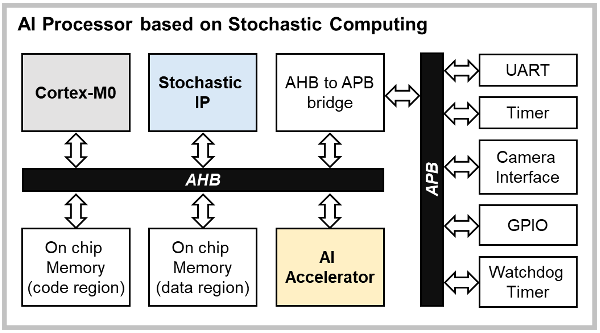 AI Processor based on Stochastic Computing
Cortex-M0
Stochastic
IP
AHB to APB
bridge
AHB
On chip
Memory
(code region)
On chip
Memory
(data region)
AI
Accelerator
APB
UART
Timer
Camera
Interface
GPIO
Watchdog
Timer